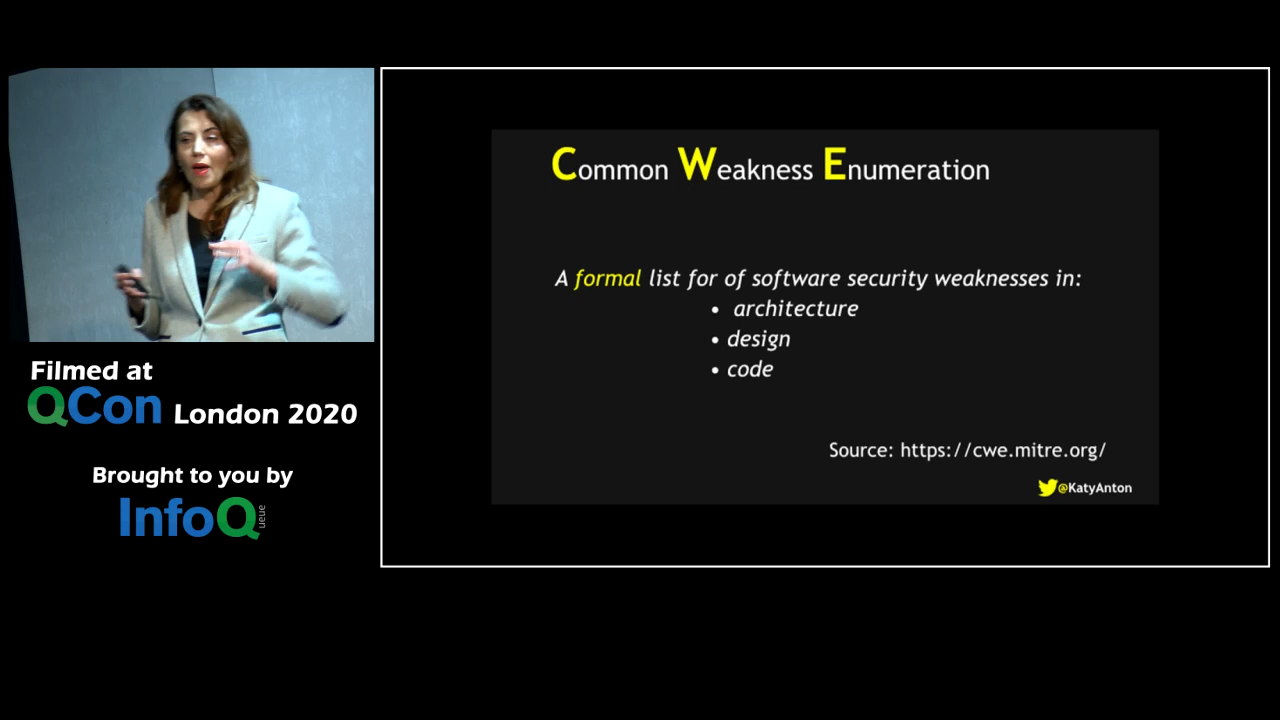 Common Weakness Enumeration
A formal list for of software security weaknesses in:
• architecture
• design
• code
Source: https://cwe.mitre.org/
@KatyAnton
Filmed at
QCon London 2020
Brought to you by
InfoQueue